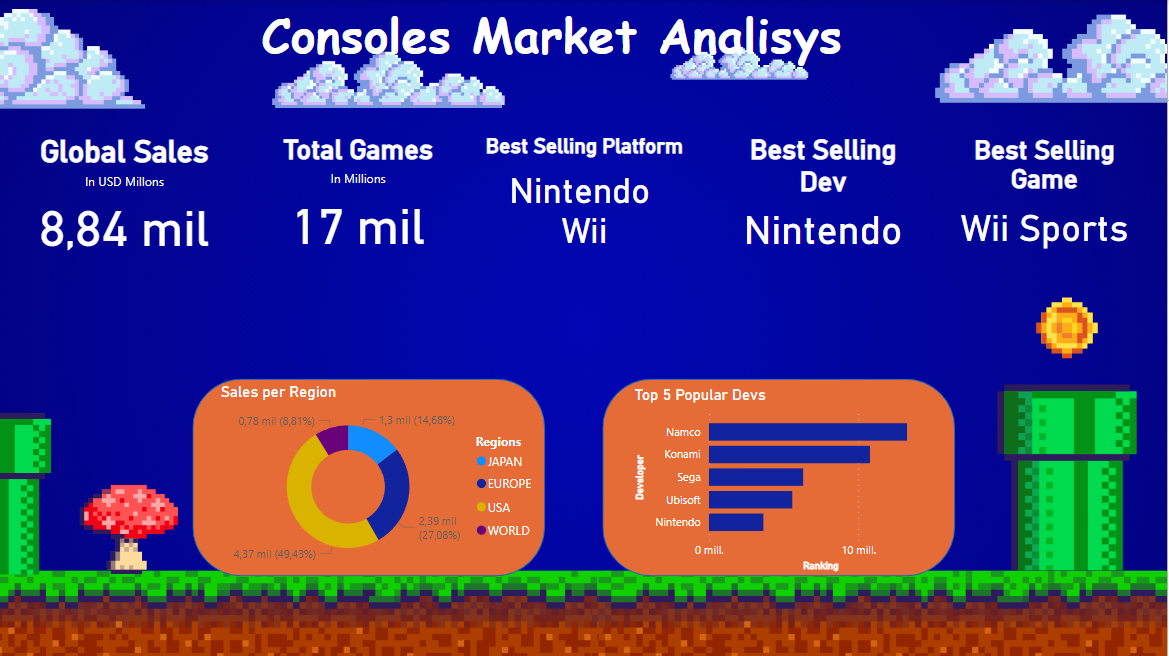 Consoles Market Analisys
Global Sales
In USD Millons
8,84 mil
Total Games
In Millions
17 mil
Best Selling Platform
Nintendo
Wii
Best Selling
Dev
Nintendo
Best Selling
Game
Wii Sports
Sales per Region
0,78 mil (8,81%)
1,3 mil (14,68%)
2,39 mil
(27,08%)
4,37 mil (49,43%)
Regions
JAPAN
EUROPE
USA
WORLD
Top 5 Popular Devs
Developer
Namco
Konami
Sega
Ubisoft
Nintendo
0 mill.
10 mill.
Ranking